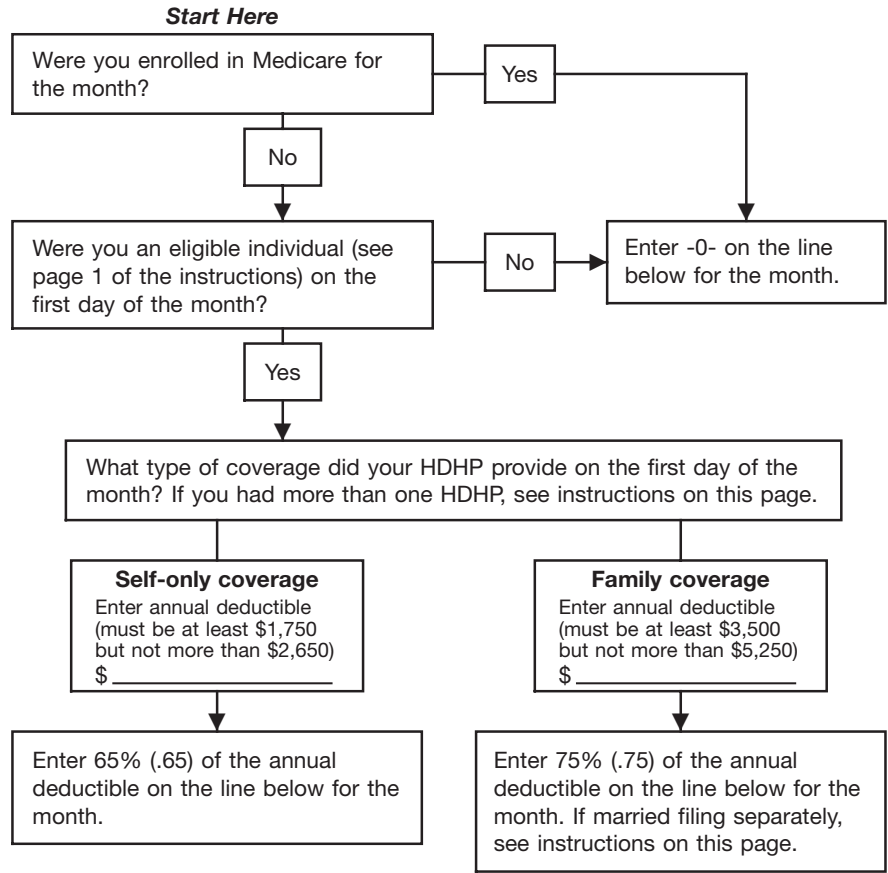 Start Here
Were you enrolled in Medicare for
the month?
Yes
No
Were you an eligible individual (see
page 1 of the instructions) on the
first day of the month?
No
Enter -0- on the line
below for the month.
Yes
What type of coverage did your HDHP provide on the first day of the
month? If you had more than one HDHP, see instructions on this page.
Self-only coverage
Enter annual deductible
(must be at least $1,750
but not more than $2,650)
$
Family coverage
Enter annual deductible
(must be at least $3,500
but not more than $5,250)
$
Enter 65% (.65) of the annual
deductible on the line below for the
month.
Enter 75% (.75) of the annual
deductible on the line below for the
month. If married filing separately,
see instructions on this page.